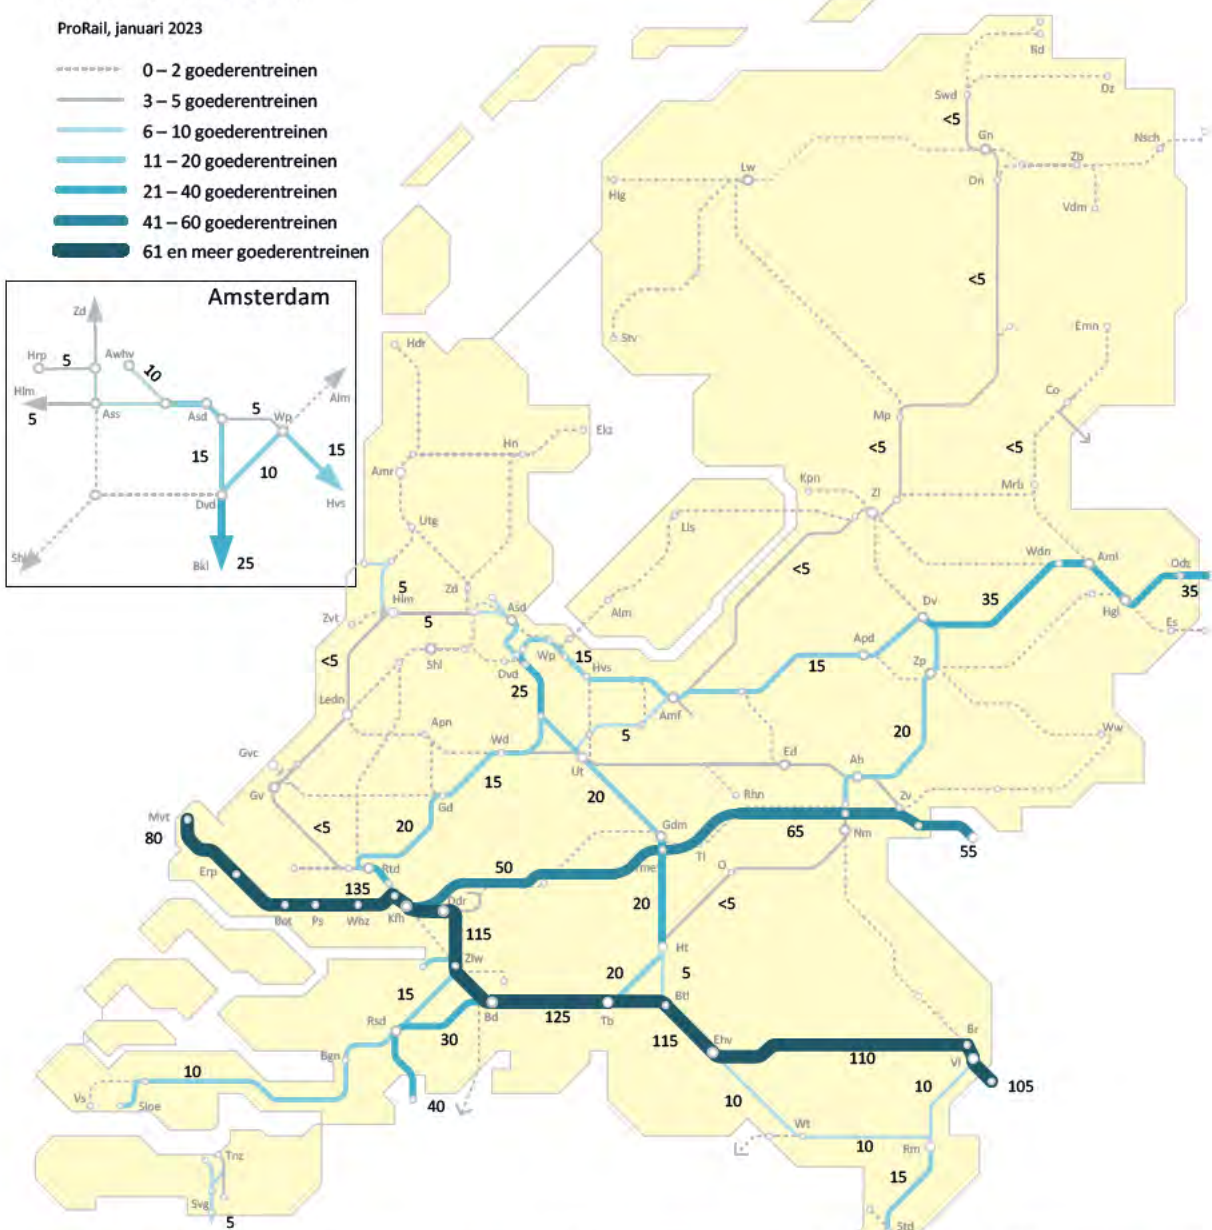 ProRail, januari 2023
0 – 2 goederentreinen
3 – 5 goederentreinen
6 – 10 goederentreinen
11 – 20 goederentreinen
21 – 40 goederentreinen
41 – 60 goederentreinen
61 en meer goederentreinen
Amsterdam
Zd
Hrp
5
Awhv
10
Hlm
5
Ass
Asd
5
Wp
Alm
15
15
10
Dvd
Hvs
Shl
Bkl
25
Rd
Dz
Swd
<5
Gn
Nsch
Zb
Lw
Hlg
Dn
Vdm
<5
Stv
Emn
Hdr
Co
Mp
Ekz
Hn
<5
<5
Amr
Kpn
Zl
Mrb
Utg
Lls
Wdn
Aml
Odz
<5
5
Zd
Hlm
Asd
Alm
35
35
Dv
Hgl
Zvt
5
Es
<5
Shl
Wp
15
Apd
Hvs
15
Zp
Dvd
25
Ledn
Amf
Apn
5
20
Ww
Gvc
Wd
Ut
Ed
Ah
Gv
15
20
Rhn
Zv
Mvt
Gd
80
<5
20
Gdm
65
Nm
55
Tl
Erp
50
Rtd
O
135
20
<5
Bot
Ps
Whz
Kfh
Ddr
115
Ht
Zlw
20
5
15
Btl
Rsd
Bd
125
Tb
30
115
Ehv
Br
Bgn
110
Vl
10
10
105
Vs
Sloe
40
10
Wt
10
Rm
Tnz
15
Svg
5
Std